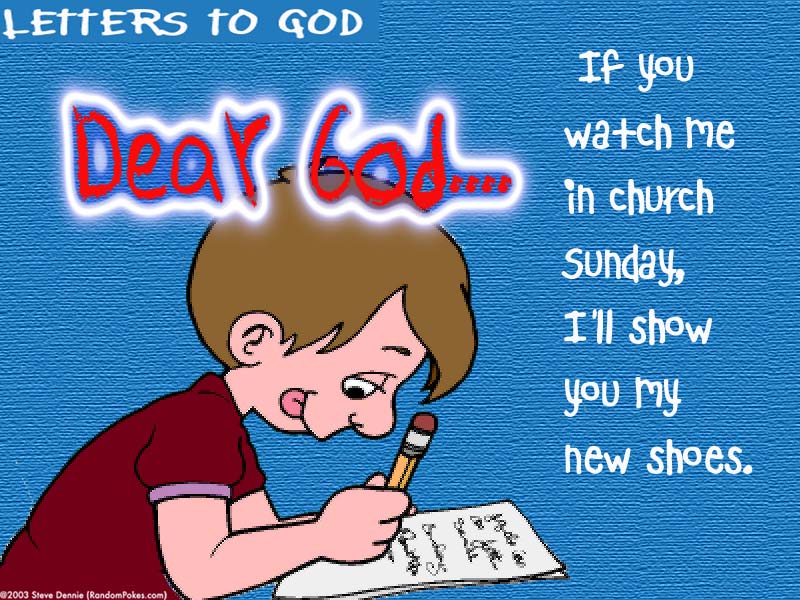 LETTERS TO GOD
Dear God....
If you
watch me
in church
Sunday,
I'll show
you my
new shoes.
©2003 Steve Dennie (RandomPokes.com)